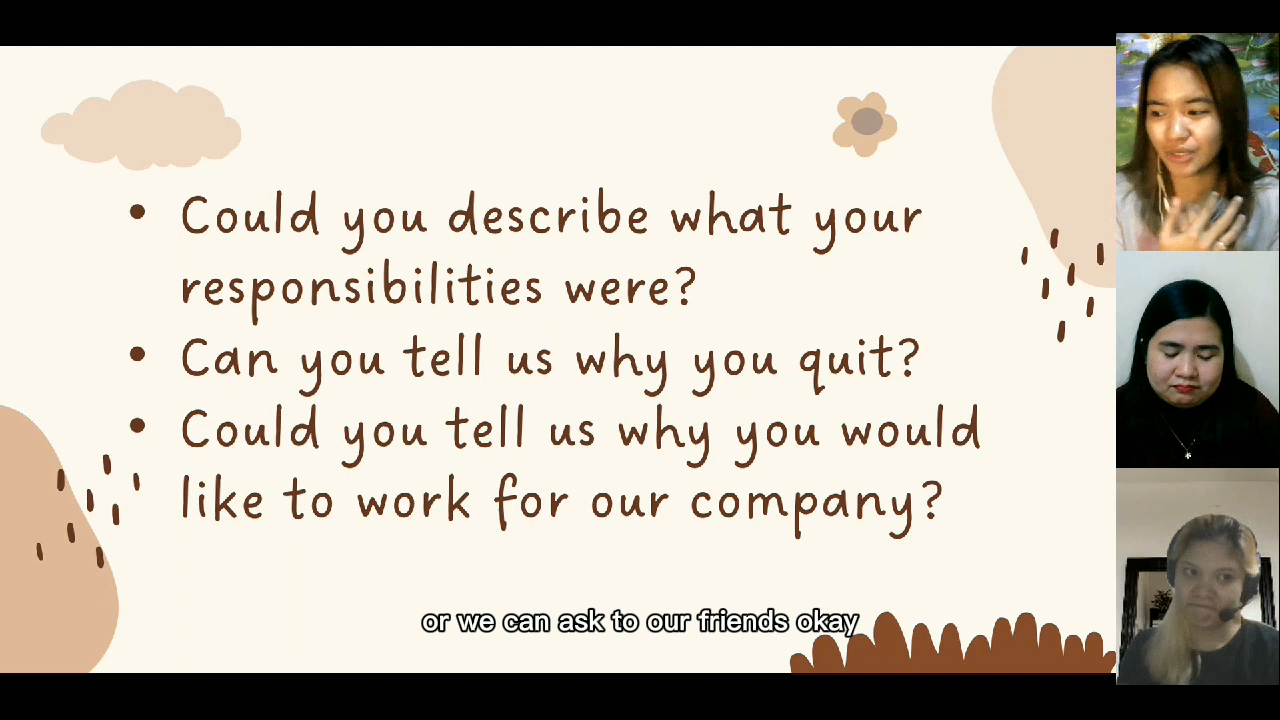 • Could you describe what your
responsibilities were?
• Can you tell us why you quit?
• Could you tell us why you would
like to work for our company?
or we can ask to our friends okay